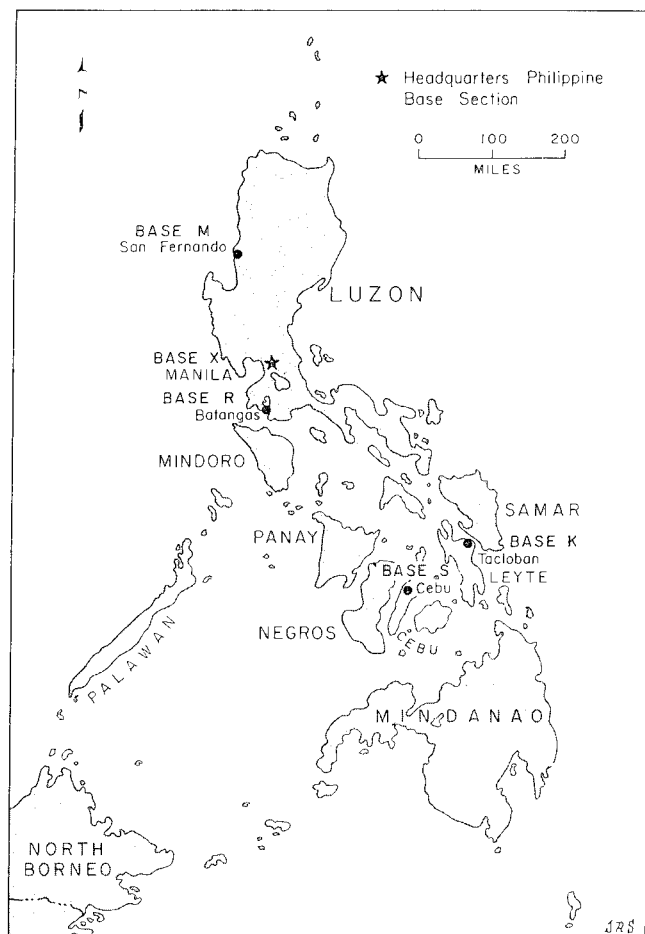 ★ Headquarters Philippine
Base Section
0 100 200
MILES
BASE M
San Fernando
LUZON
BASE X
MANILA
BASE R
Batangas
MINDORO
SAMAR
PANAY
BASE K
Tacloban
BASE S
LEYTE
Cebu
NEGROS
CEBU
PALAWAN
MINDANAO
NORTH
BORNEO